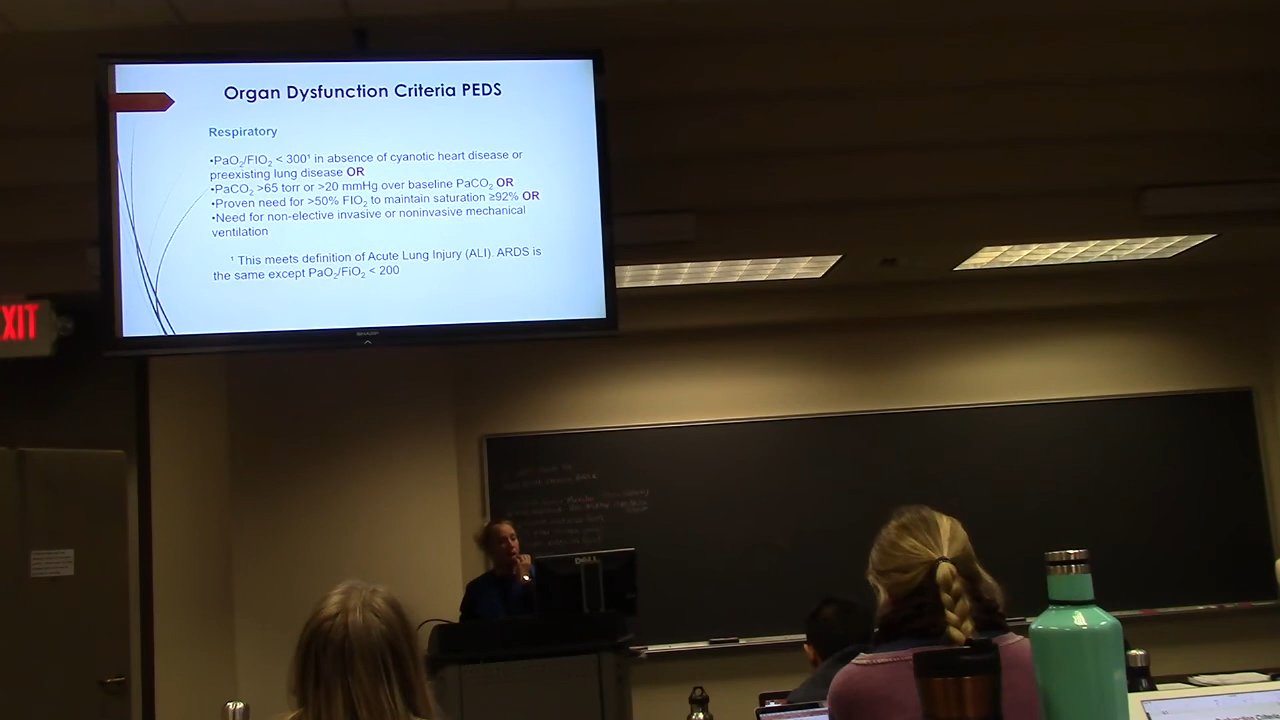 Organ Dysfunction Criteria PEDS
Respiratory
•PaO₂/FIO₂ < 300¹ in absence of cyanotic heart disease or
preexisting lung disease OR
•PaCO₂ >65 torr or >20 mmHg over baseline PaCO₂ OR
•Proven need for >50% FIO₂ to maintain saturation ≥92% OR
•Need for non-elective invasive or noninvasive mechanical
ventilation
¹ This meets definition of Acute Lung Injury (ALI). ARDS is
the same except PaO₂/FiO₂ < 200
SHARP
XIT
DELL